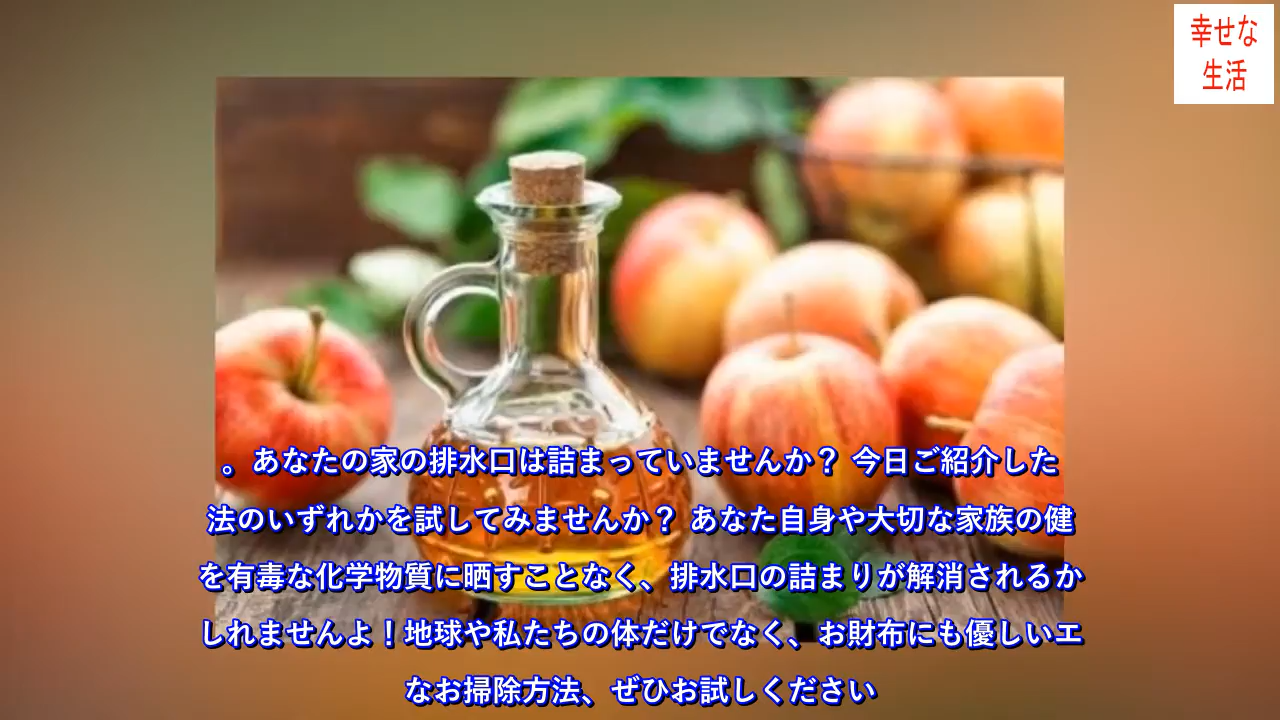 幸せな
生活
。あなたの家の排水口は詰まっていませんか？ 今日ご紹介した
法のいずれかを試してみませんか？ あなた自身や大切な家族の健
を有毒な化学物質に晒すことなく、排水口の詰まりが解消されるか
しれませんよ！地球や私たちの体だけでなく、お財布にも優しいエ
なお掃除方法、ぜひお試しください